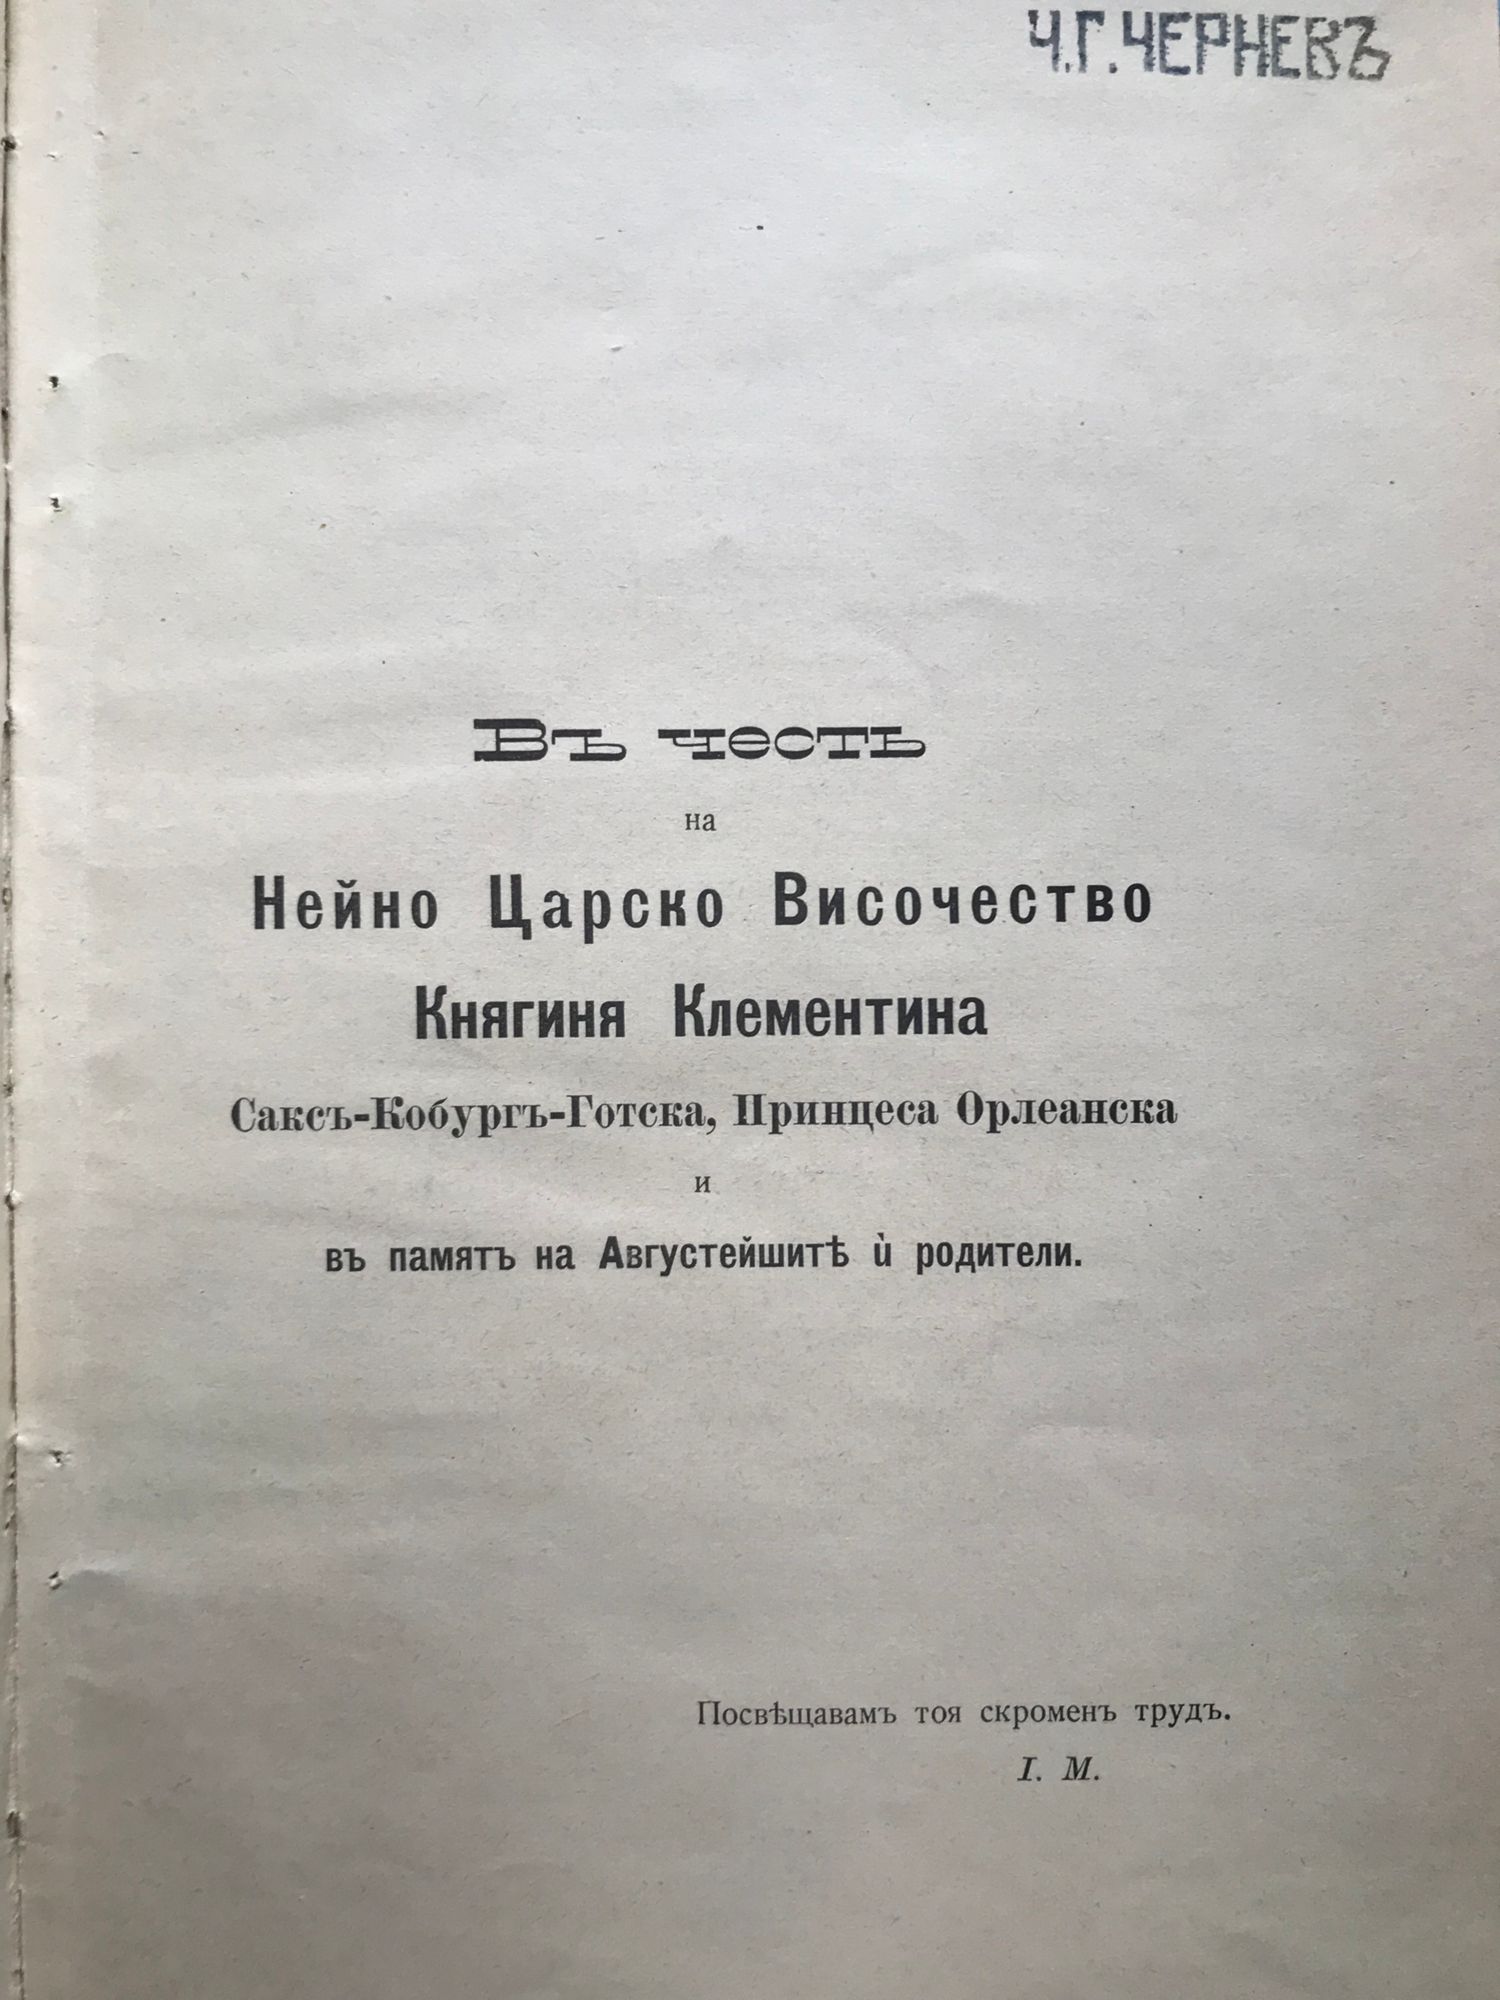 Ч.Г.ЧЕРНЕВЪ
Въ честь
на
Нейно Царско Височество
Княгиня Клементина
Саксъ-Кобургъ-Готска, Принцеса Орлеанска
и
въ паметь на Августейшитѣ ѝ родители.
Посвѣщавамъ тоя скроменъ трудъ.
I. M.